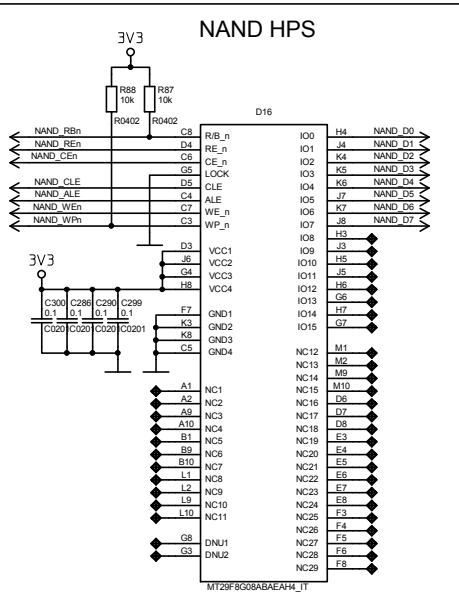 NAND HPS
3V3
R88 R87
10k 10k
R0402 R0402
D16
NAND_RBn C8 R/B_n IO0 H4 NAND_D0
NAND_REn D4 RE_n IO1 J4 NAND_D1
NAND_CEn C6 CE_n IO2 K4 NAND_D2
G5 LOCK IO3 K5 NAND_D3
NAND_CLE D5 CLE IO4 K6 NAND_D4
NAND_ALE C4 ALE IO5 J7 NAND_D5
NAND_WEn C7 WE_n IO6 K7 NAND_D6
NAND_WPn C3 WP_n IO7 J8 NAND_D7
IO8 H3
D3 VCC1 IO9 J3
3V3 J6 VCC2 IO10 H5
G4 VCC3 IO11 J5
H8 VCC4 IO12 H6
IO13 G6
C300 C286 C290 C299 F7 GND1 IO14 H7
0.1 0.1 0.1 0.1 K3 GND2 IO15 G7
C020 C020 C020 C0201 K8 GND3
C5 GND4 NC12 M1
NC13 M2
NC14 M9
A1 NC1 NC15 M10
A2 NC2 NC16 D6
A9 NC3 NC17 D7
A10 NC4 NC18 D8
B1 NC5 NC19 E3
B9 NC6 NC20 E4
B10 NC7 NC21 E5
L1 NC8 NC22 E6
L2 NC9 NC23 E7
L9 NC10 NC24 E8
L10 NC11 NC25 F3
NC26 F4
G8 DNU1 NC27 F5
G3 DNU2 NC28 F6
NC29 F8
MT29F8G08ABAEAH4_IT